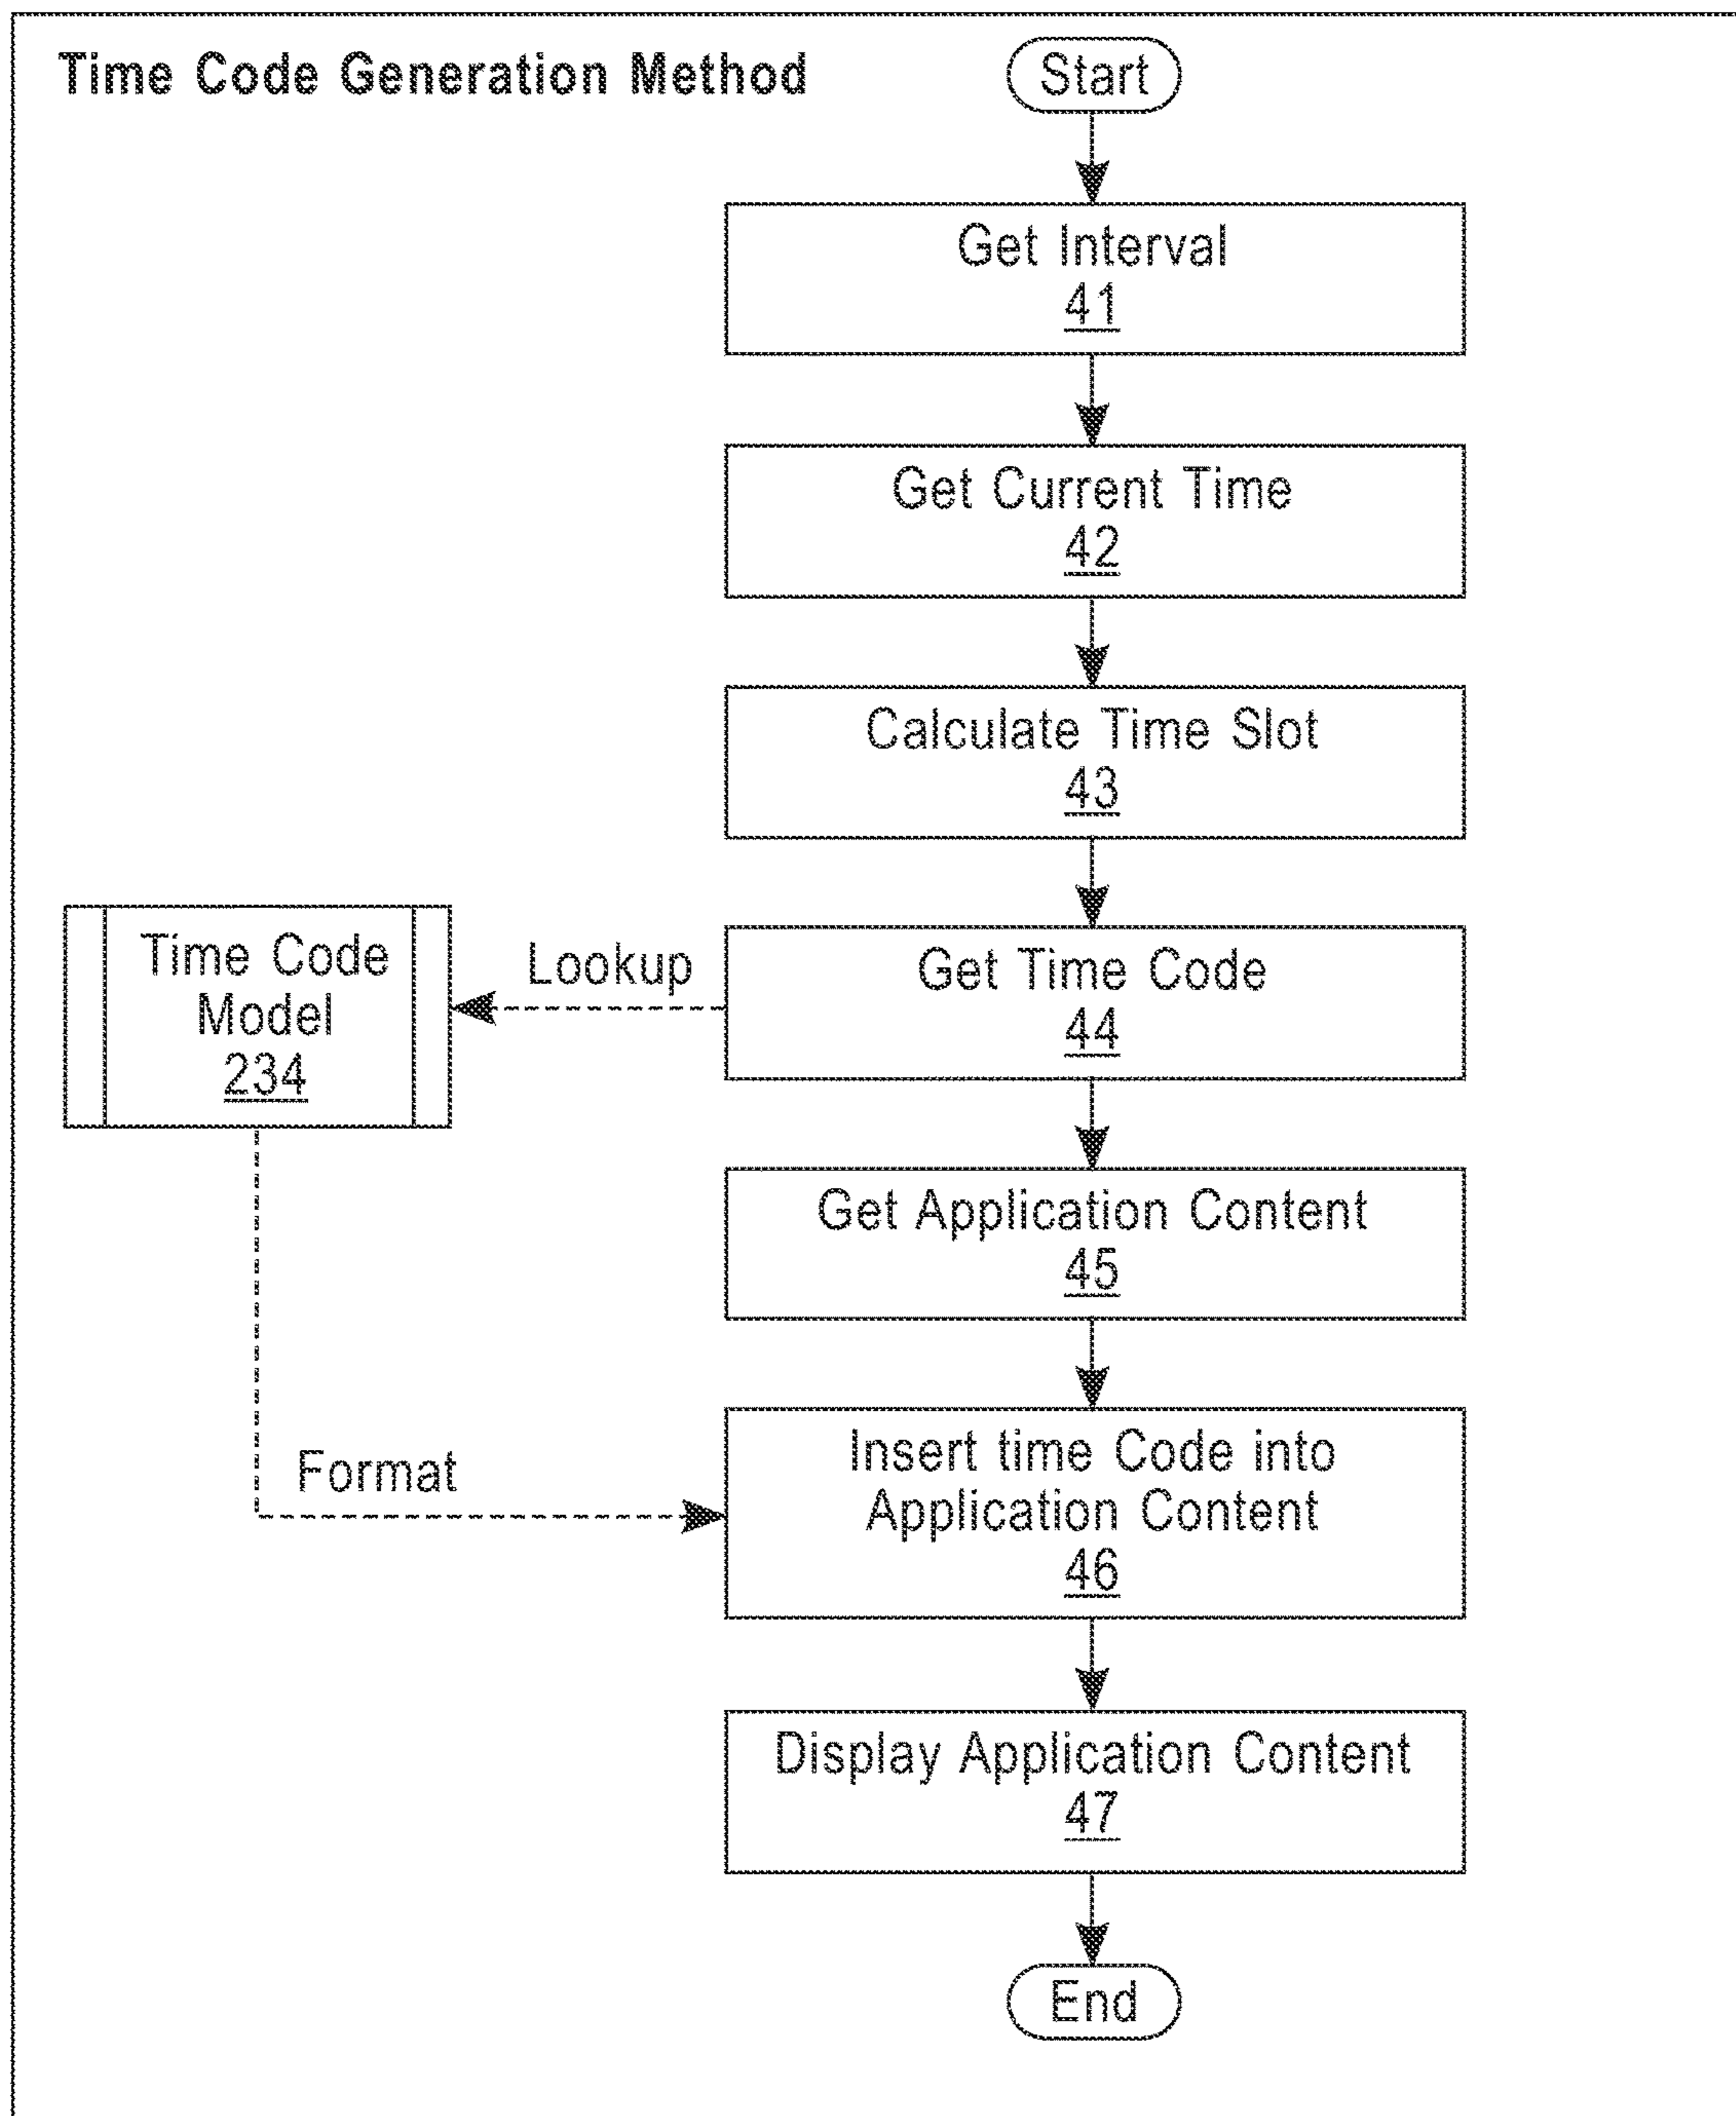 Time Code Generation Method
Start
Get Interval
41
Get Current Time
42
Calculate Time Slot
43
Time Code
Model
234
Lookup
Get Time Code
44
Get Application Content
45
Format
Insert time Code into
Application Content
46
Display Application Content
47
End